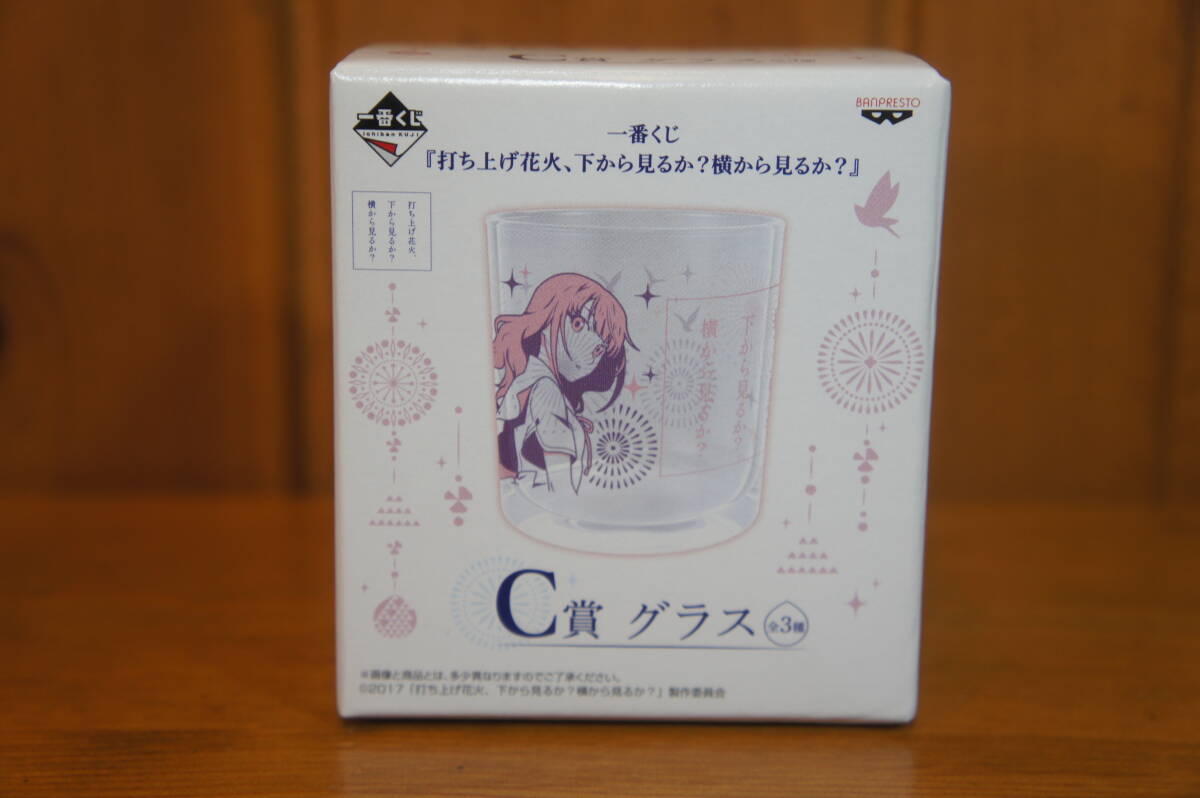 C賞 グラス
一番くじ
Ichiban KUJI
BANPRESTO
一番くじ
『打ち上げ花火、下から見るか?横から見るか?』
打ち上げ花火、
下から見るか?
横から見るか?
下から見るか?
横から見るか?
C賞 グラス 全3種
※画像と商品とは、多少異なりますのでご了承ください。
©2017「打ち上げ花火、下から見るか?横から見るか?」製作委員会